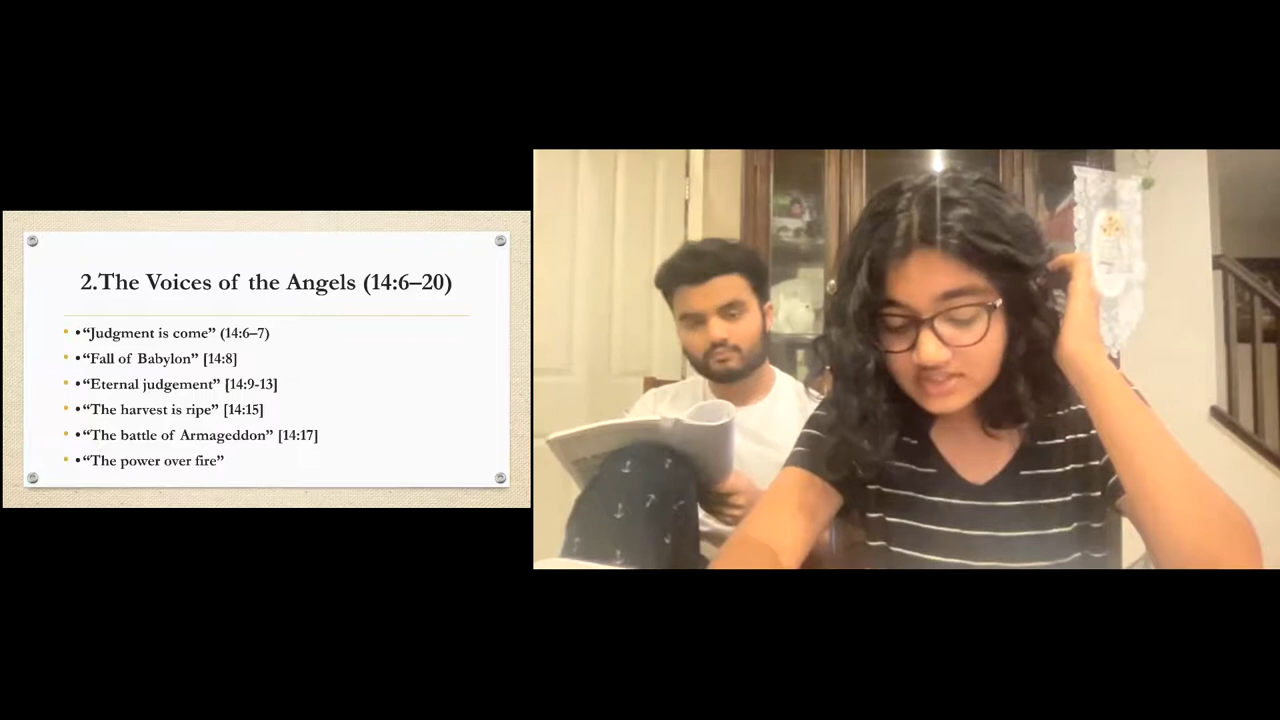 2.The Voices of the Angels (14:6–20)
• “Judgment is come” (14:6–7)
• “Fall of Babylon” [14:8]
• “Eternal judgement” [14:9-13]
• “The harvest is ripe” [14:15]
• “The battle of Armageddon” [14:17]
• “The power over fire”